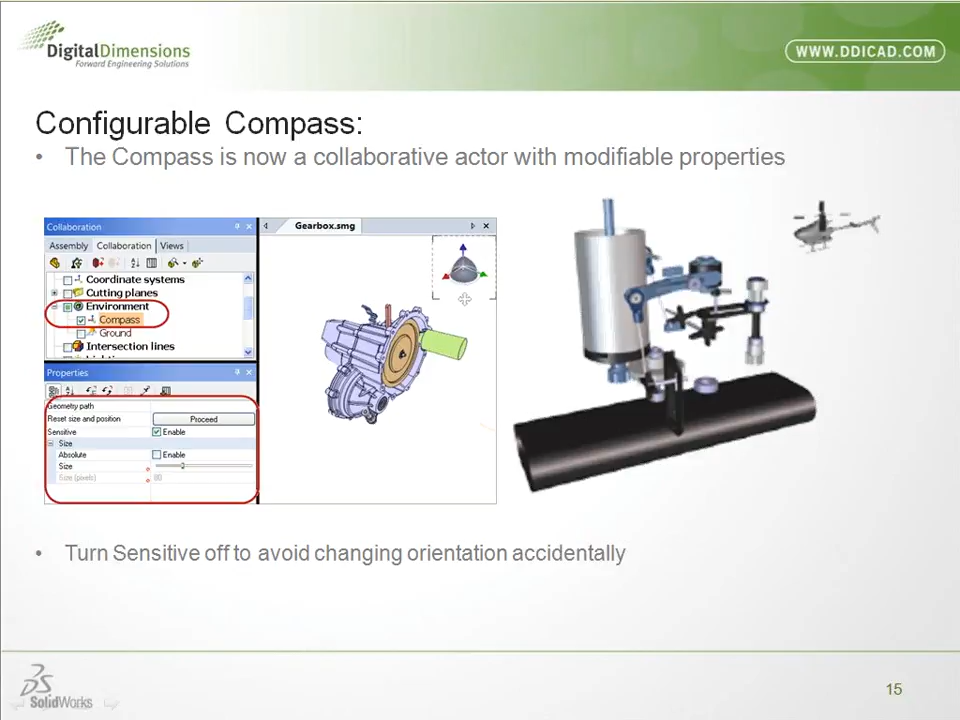 DigitalDimensions
Forward Engineering Solutions
WWW.DDICAD.COM
Configurable Compass:
• The Compass is now a collaborative actor with modifiable properties
Collaboration
Assembly Collaboration Views
Coordinate systems
Cutting planes
Environment
Compass
Ground
Intersection lines
Gearbox.smg
Properties
Geometry path
Reset size and position Proceed
Sensitive Enable
Size
Absolute Enable
Size
Size (pixels) 80
• Turn Sensitive off to avoid changing orientation accidentally
SolidWorks
15